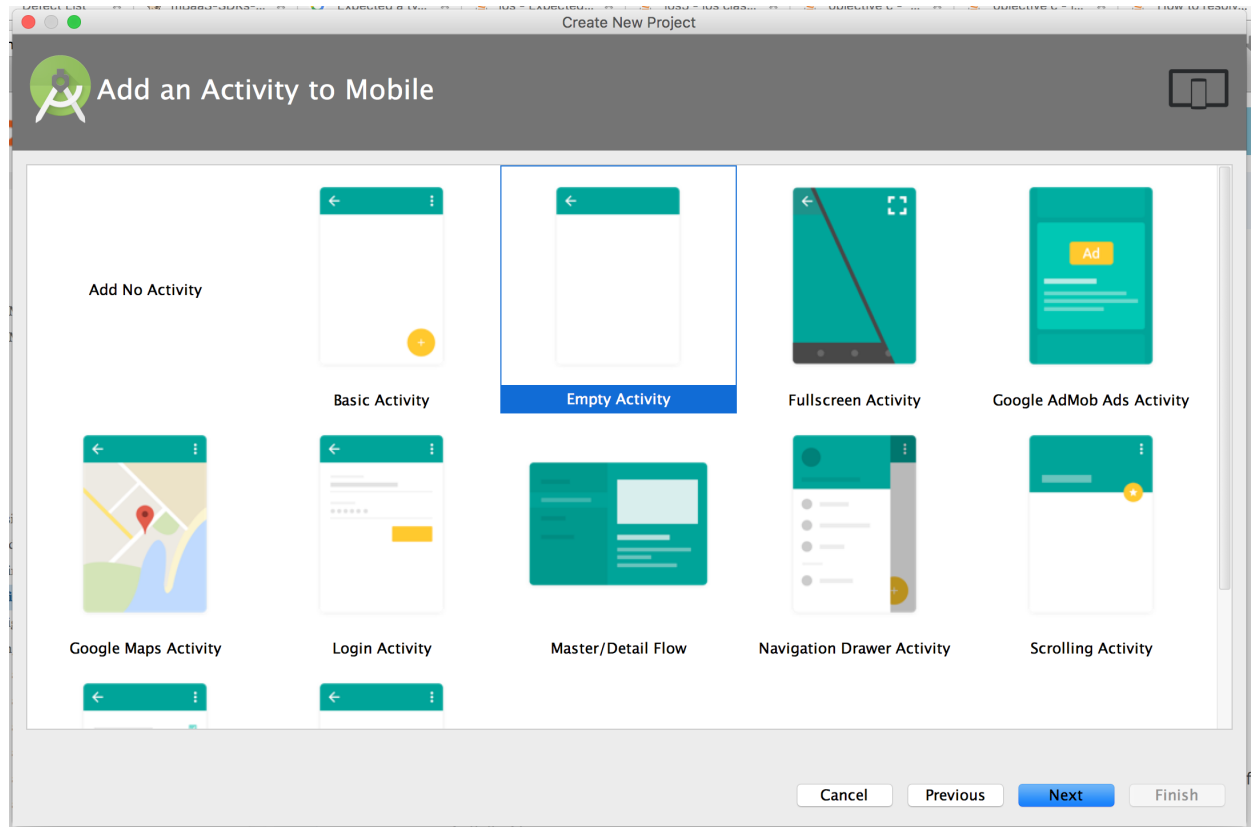 Create New Project
Add an Activity to Mobile
Add No Activity
Basic Activity
Empty Activity
Fullscreen Activity
Ad
Google AdMob Ads Activity
Google Maps Activity
Login Activity
Master/Detail Flow
Navigation Drawer Activity
Scrolling Activity
Cancel
Previous
Next
Finish